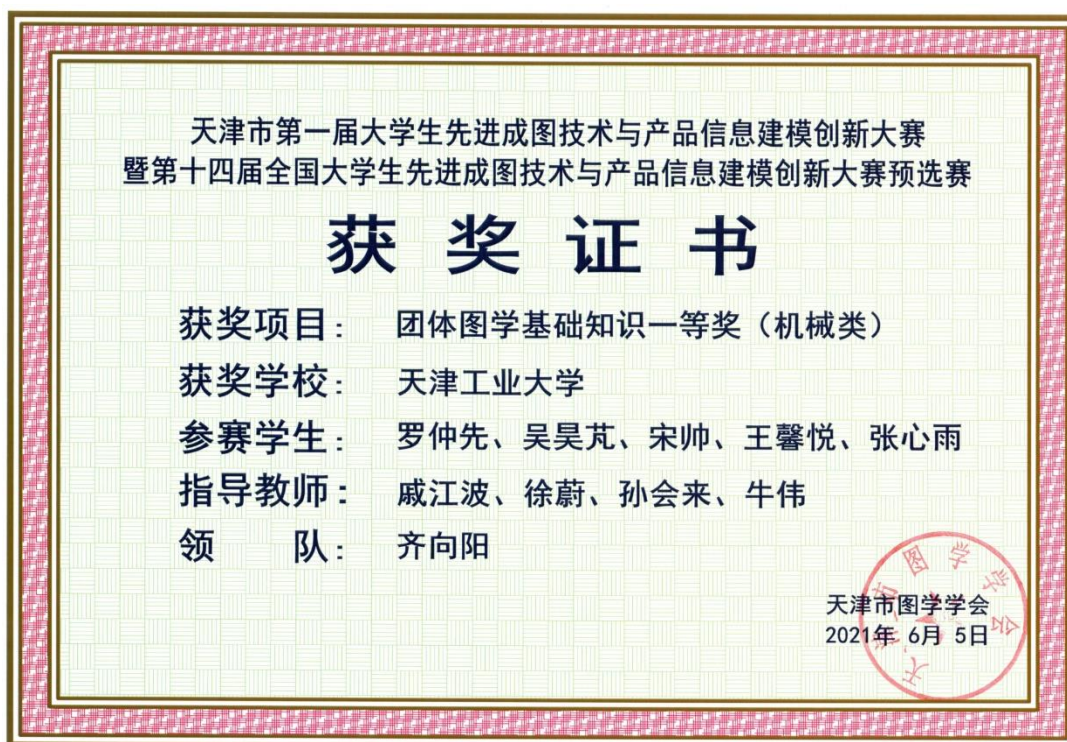 天津市第一届大学生先进成图技术与产品信息建模创新大赛
暨第十四届全国大学生先进成图技术与产品信息建模创新大赛预选赛
获奖证书
获奖项目： 团体图学基础知识一等奖（机械类）
获奖学校： 天津工业大学
参赛学生： 罗仲先、吴昊芃、宋帅、王馨悦、张心雨
指导教师： 戚江波、徐蔚、孙会来、牛伟
领 队： 齐向阳
天津市图学学会
2021年 6月 5日
天津市图学学会